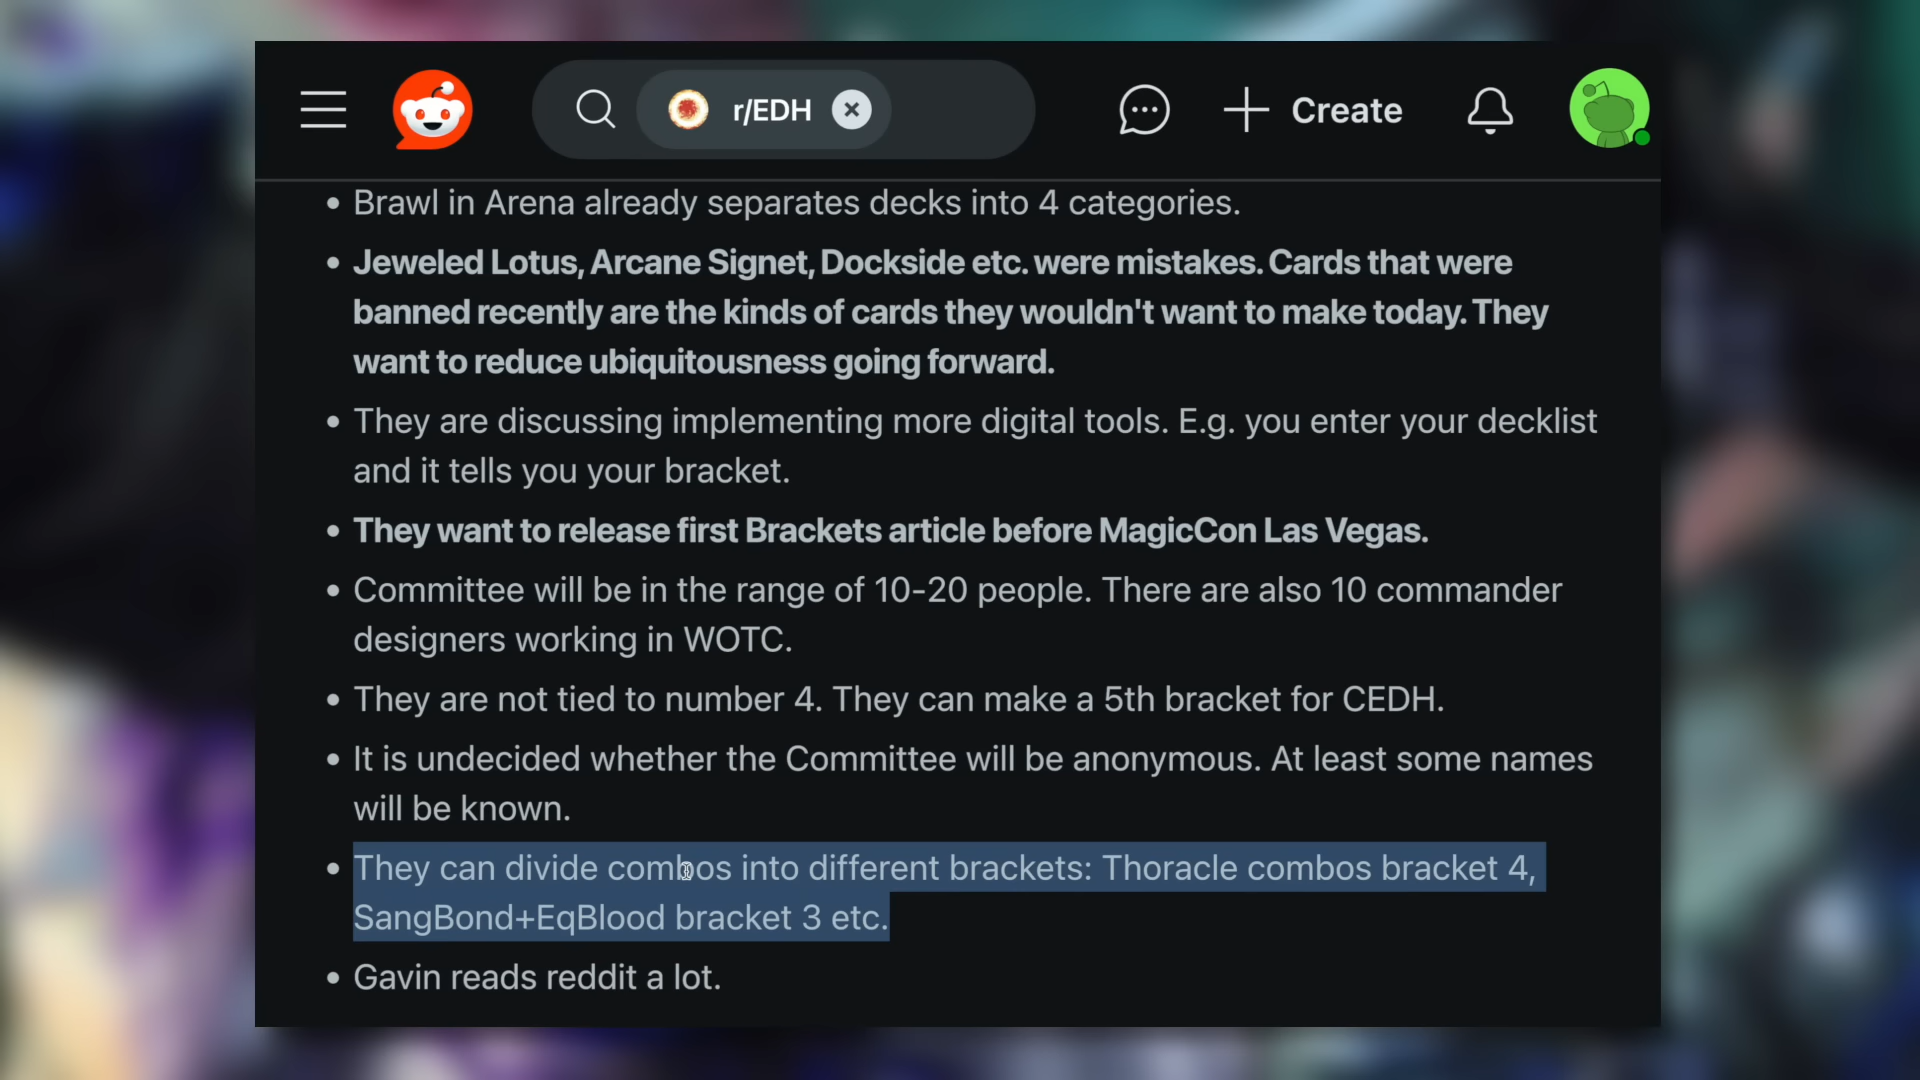 r/EDH
Create
Brawl in Arena already separates decks into 4 categories.
Jeweled Lotus, Arcane Signet, Dockside etc. were mistakes. Cards that were
banned recently are the kinds of cards they wouldn't want to make today. They
want to reduce ubiquitousness going forward.
They are discussing implementing more digital tools. E.g. you enter your decklist
and it tells you your bracket.
They want to release first Brackets article before MagicCon Las Vegas.
Committee will be in the range of 10-20 people. There are also 10 commander
designers working in WOTC.
They are not tied to number 4. They can make a 5th bracket for CEDH.
It is undecided whether the Committee will be anonymous. At least some names
will be known.
They can divide combos into different brackets: Thoracle combos bracket 4,
SangBond+EqBlood bracket 3 etc.
Gavin reads reddit a lot.